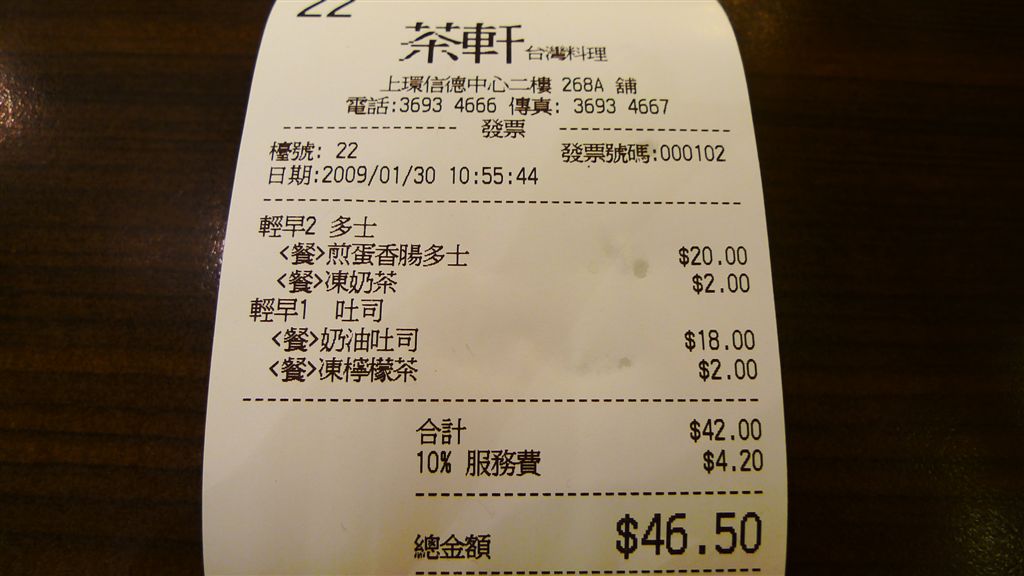 22
茶軒 台灣料理
上環信德中心二樓 268A 舖
電話:3693 4666 傳真: 3693 4667
發票
檯號: 22 發票號碼:000102
日期:2009/01/30 10:55:44
輕早2 多士
<餐>煎蛋香腸多士 $20.00
<餐>凍奶茶 $2.00
輕早1 吐司
<餐>奶油吐司 $18.00
<餐>凍檸檬茶 $2.00
合計 $42.00
10% 服務費 $4.20
總金額 $46.50